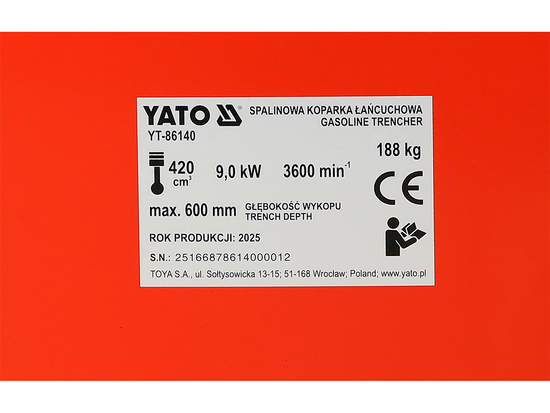 YATO
SPALINOWA KOPARKA ŁAŃCUCHOWA
GASOLINE TRENCHER
YT-86140
188 kg
420 cm³
9,0 kW
3600 min⁻¹
CE
max. 600 mm
GŁĘBOKOŚĆ WYKOPU
TRENCH DEPTH
ROK PRODUKCJI: 2025
S.N.: 25166878614000012
TOYA S.A., ul. Sołtysowicka 13-15; 51-168 Wrocław; Poland; www.yato.pl